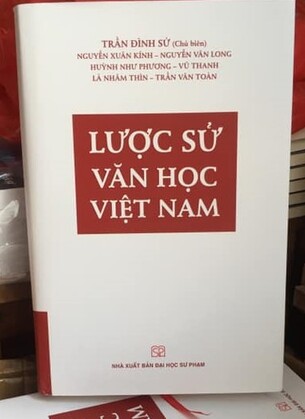 TRẦN ĐÌNH SỬ (Chủ biên)
NGUYỄN XUÂN KÍNH – NGUYỄN VĂN LONG
HUỲNH NHƯ PHƯƠNG – VŨ THANH
LÃ NHÂM THÌN – TRẦN VĂN TOÀN
LƯỢC SỬ
VĂN HỌC
VIỆT NAM
NHÀ XUẤT BẢN ĐẠI HỌC SƯ PHẠM